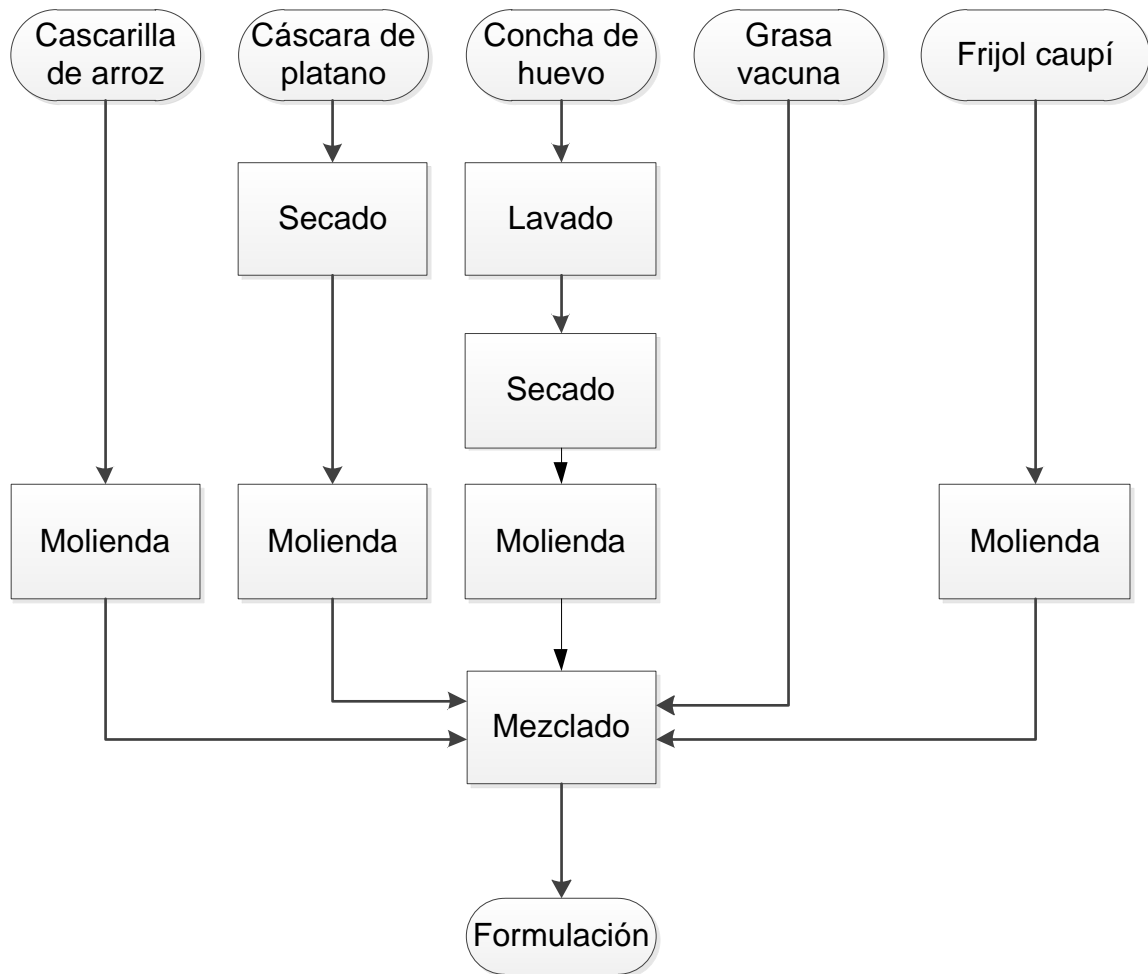 Cascarilla
de arroz
Cáscara de
platano
Concha de
huevo
Grasa
vacuna
Frijol caupí
Secado
Lavado
Secado
Molienda
Molienda
Molienda
Molienda
Mezclado
Formulación